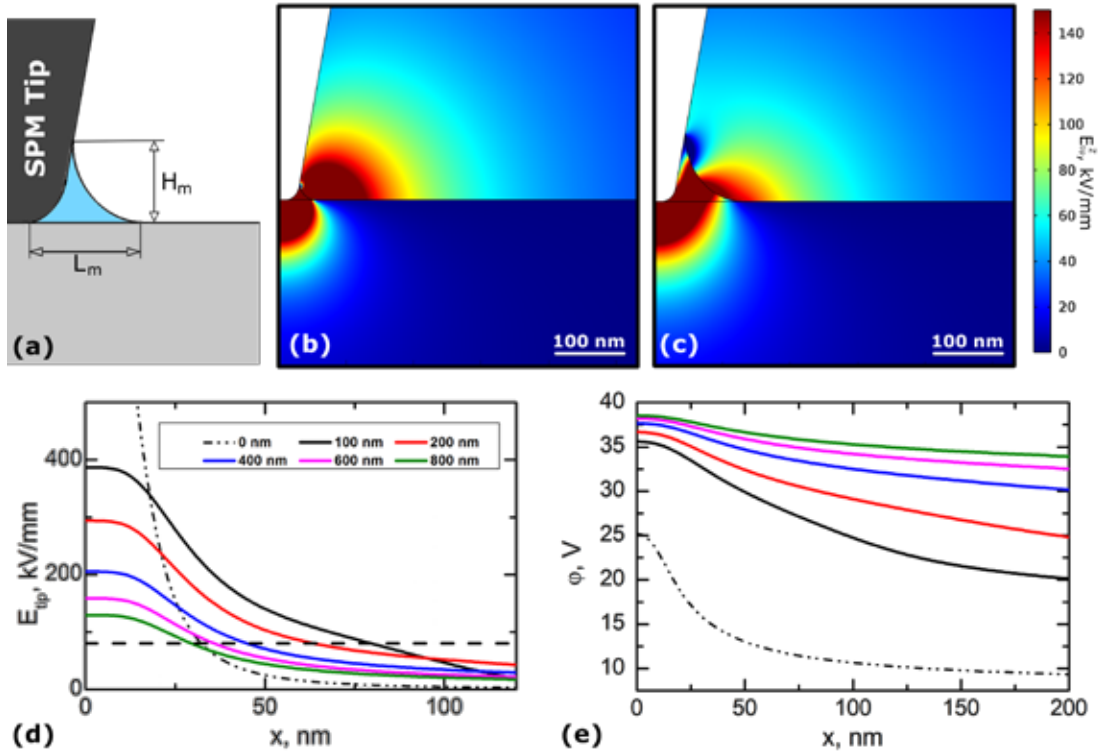 SPM Tip
H_m
L_m
(a)
(b)
100 nm
(c)
100 nm
140
120
100
80
60
40
20
0
kV/mm
E_tip, kV/mm
400
200
0
0 nm
100 nm
200 nm
400 nm
600 nm
800 nm
0
50
100
x, nm
(d)
φ, V
40
35
30
25
20
15
10
0
50
100
150
200
x, nm
(e)